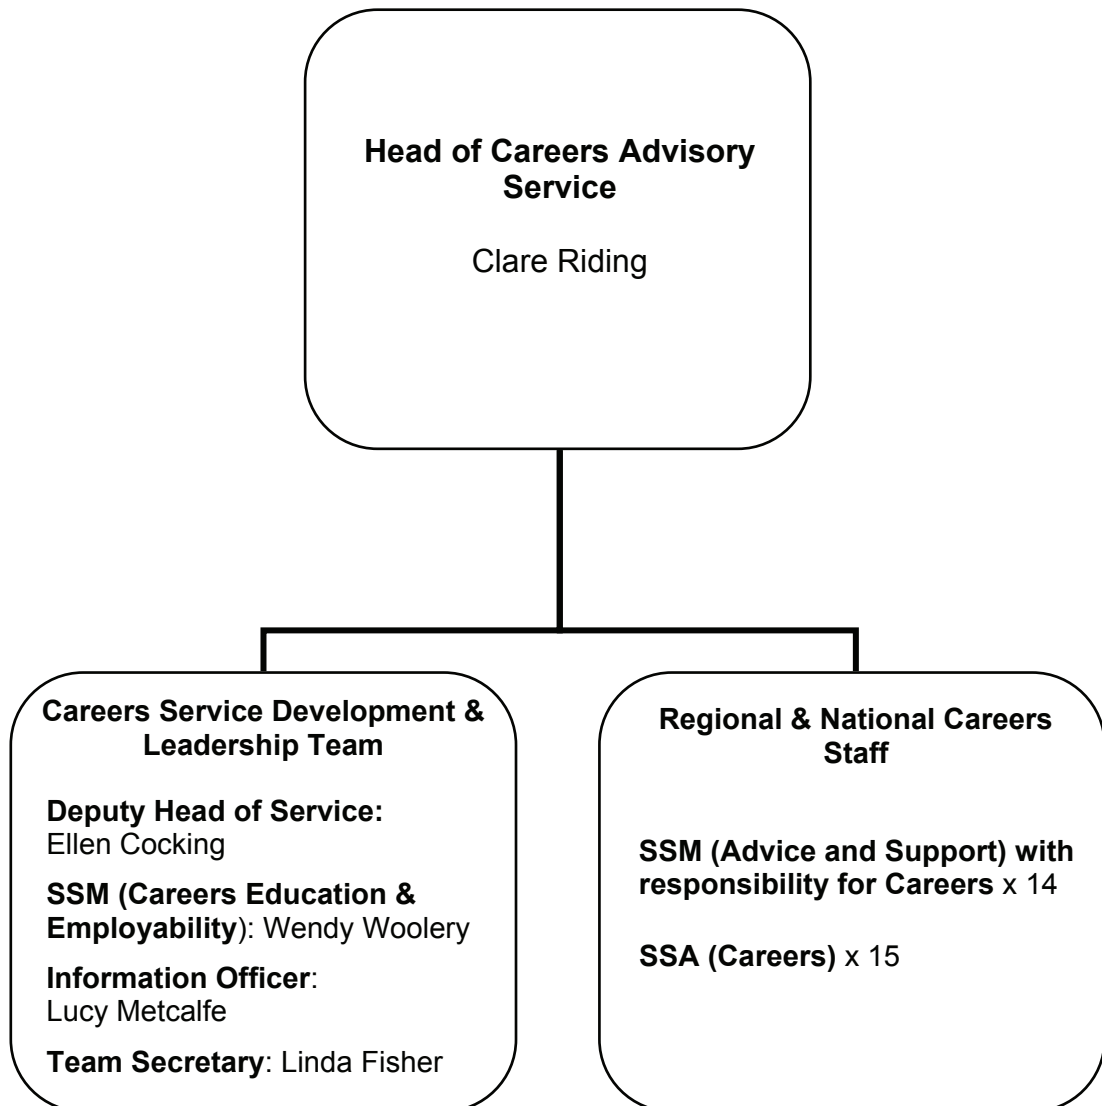 Head of Careers Advisory
Service
Clare Riding
Careers Service Development &
Leadership Team
Deputy Head of Service:
Ellen Cocking
SSM (Careers Education &
Employability): Wendy Woolery
Information Officer:
Lucy Metcalfe
Team Secretary: Linda Fisher
Regional & National Careers
Staff
SSM (Advice and Support) with
responsibility for Careers x 14
SSA (Careers) x 15